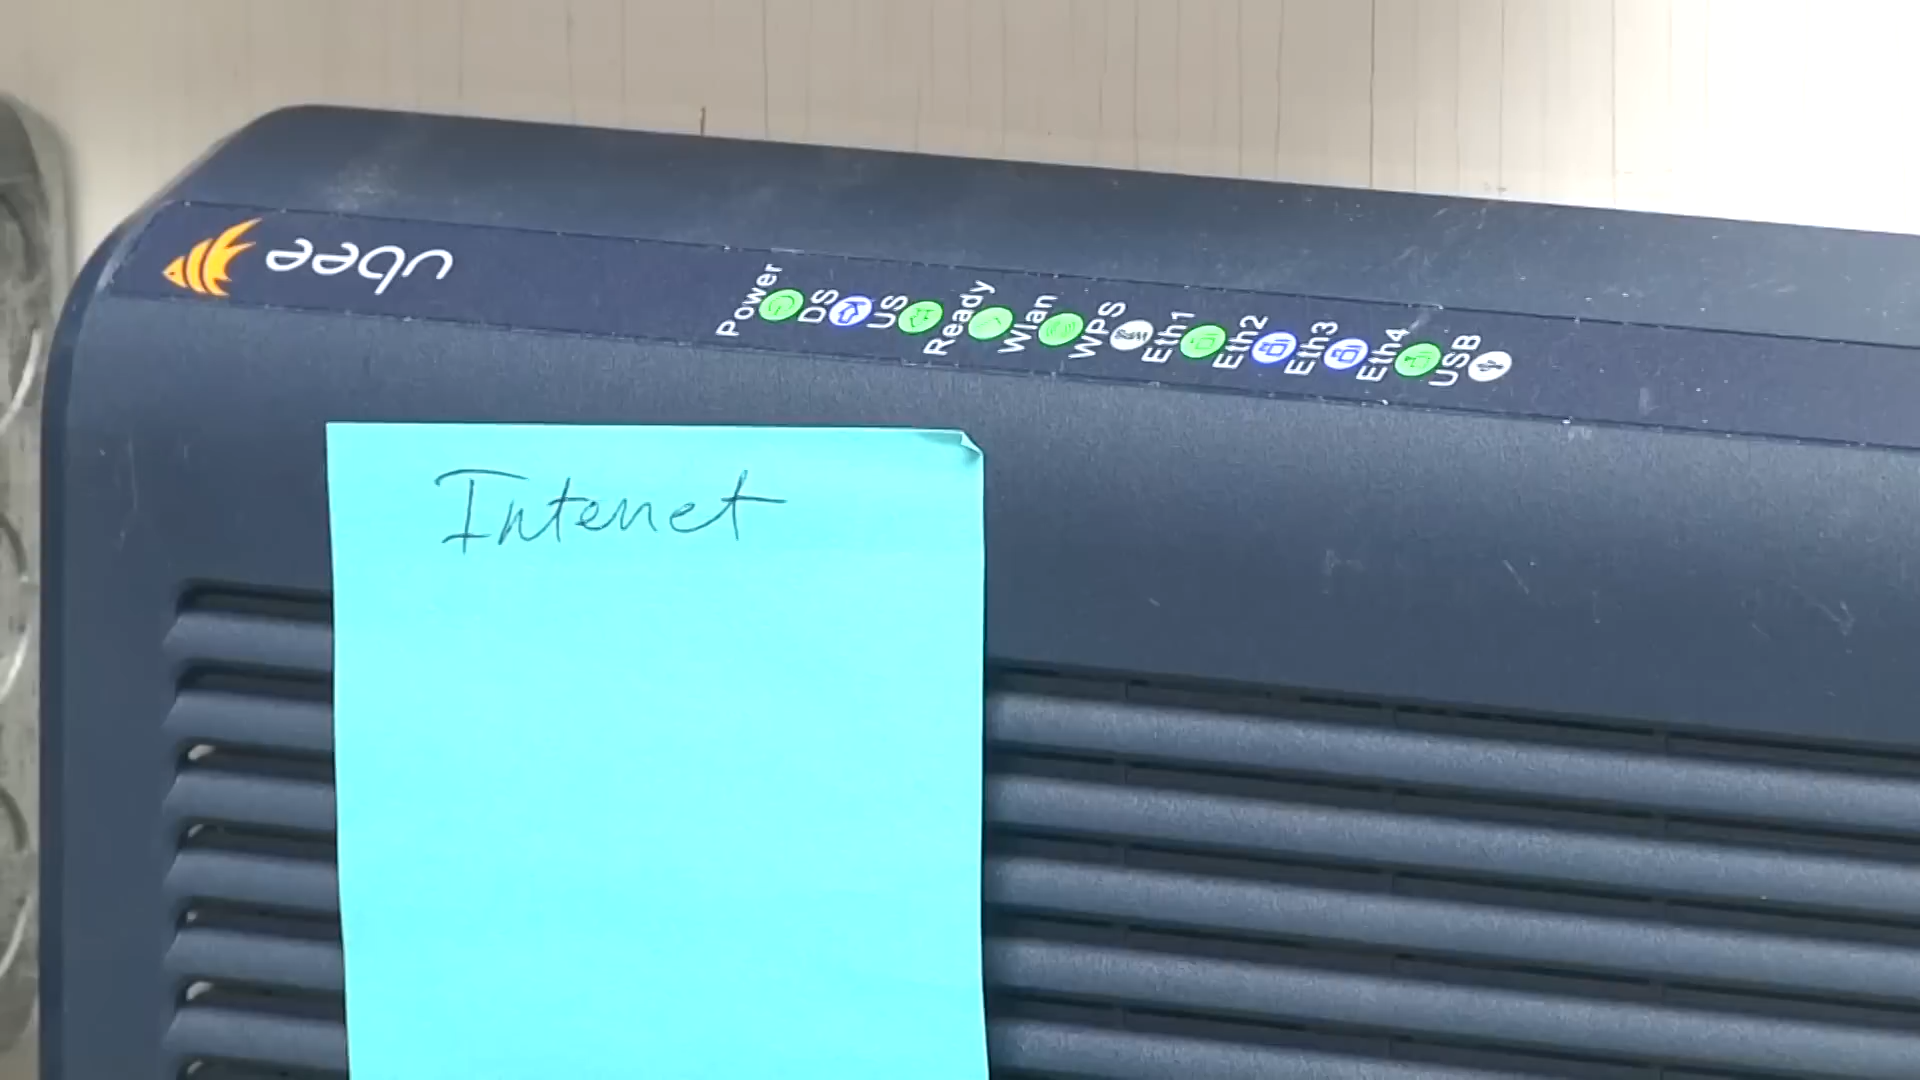 ubee
Power
DS
US
Ready
Wlan
WPS
Eth1
Eth2
Eth3
Eth4
USB
Intenet